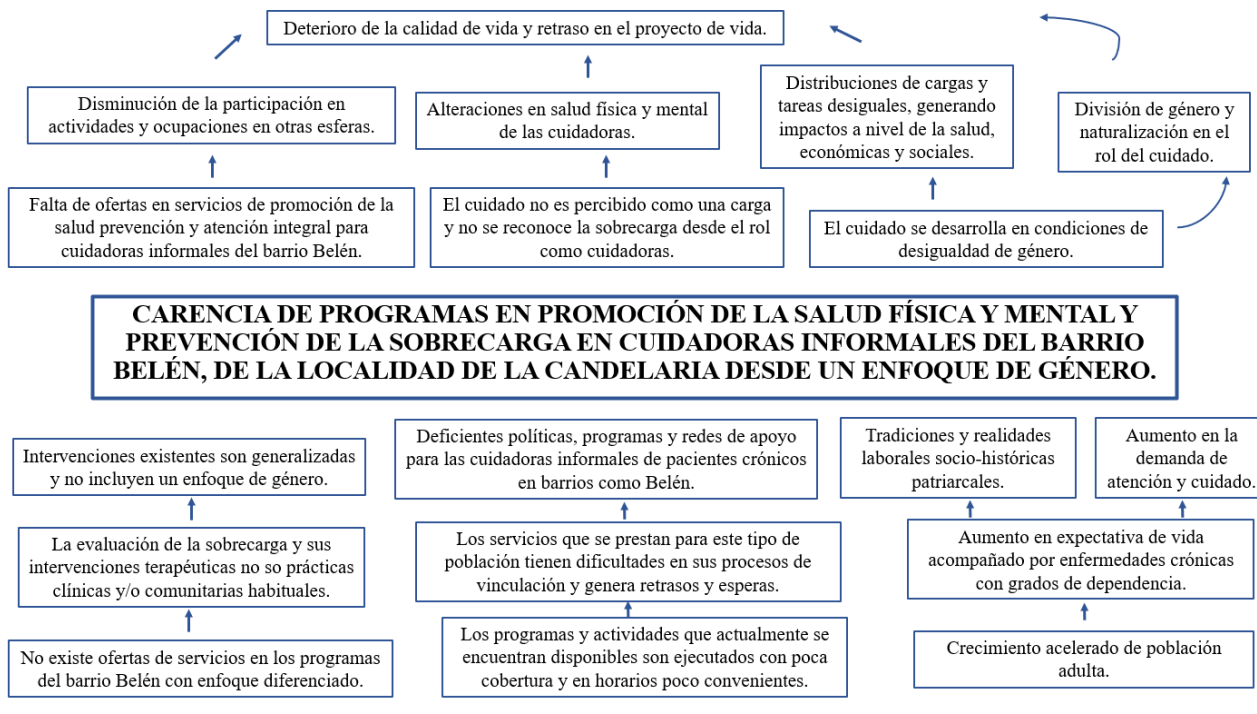 Deterioro de la calidad de vida y retraso en el proyecto de vida.
Disminución de la participación en
actividades y ocupaciones en otras esferas.
Alteraciones en salud física y mental
de las cuidadoras.
Distribuciones de cargas y
tareas desiguales, generando
impactos a nivel de la salud,
económicas y sociales.
División de género y
naturalización en el
rol del cuidado.
Falta de ofertas en servicios de promoción de la
salud prevención y atención integral para
cuidadoras informales del barrio Belén.
El cuidado no es percibido como una carga
y no se reconoce la sobrecarga desde el rol
como cuidadoras.
El cuidado se desarrolla en condiciones de
desigualdad de género.
CARENCIA DE PROGRAMAS EN PROMOCIÓN DE LA SALUD FÍSICA Y MENTAL Y
PREVENCIÓN DE LA SOBRECARGA EN CUIDADORAS INFORMALES DEL BARRIO
BELÉN, DE LA LOCALIDAD DE LA CANDELARIA DESDE UN ENFOQUE DE GÉNERO.
Intervenciones existentes son generalizadas
y no incluyen un enfoque de género.
Deficientes políticas, programas y redes de apoyo
para las cuidadoras informales de pacientes crónicos
en barrios como Belén.
Tradiciones y realidades
laborales socio-históricas
patriarcales.
Aumento en la
demanda de
atención y cuidado.
La evaluación de la sobrecarga y sus
intervenciones terapéuticas no so prácticas
clínicas y/o comunitarias habituales.
Los servicios que se prestan para este tipo de
población tienen dificultades en sus procesos de
vinculación y genera retrasos y esperas.
Aumento en expectativa de vida
acompañado por enfermedades crónicas
con grados de dependencia.
No existe ofertas de servicios en los programas
del barrio Belén con enfoque diferenciado.
Los programas y actividades que actualmente se
encuentran disponibles son ejecutados con poca
cobertura y en horarios poco convenientes.
Crecimiento acelerado de población
adulta.